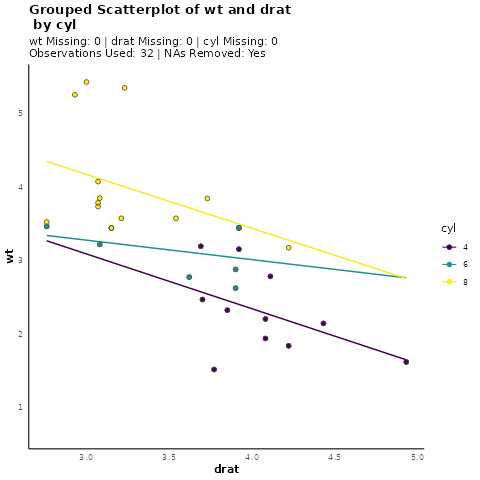 Grouped Scatterplot of wt and drat
by cyl
wt Missing: 0 | drat Missing: 0 | cyl Missing: 0
Observations Used: 32 | NAs Removed: Yes
5
4
3
2
1
wt
3.0 3.5 4.0 4.5 5.0
drat
cyl
4
6
8